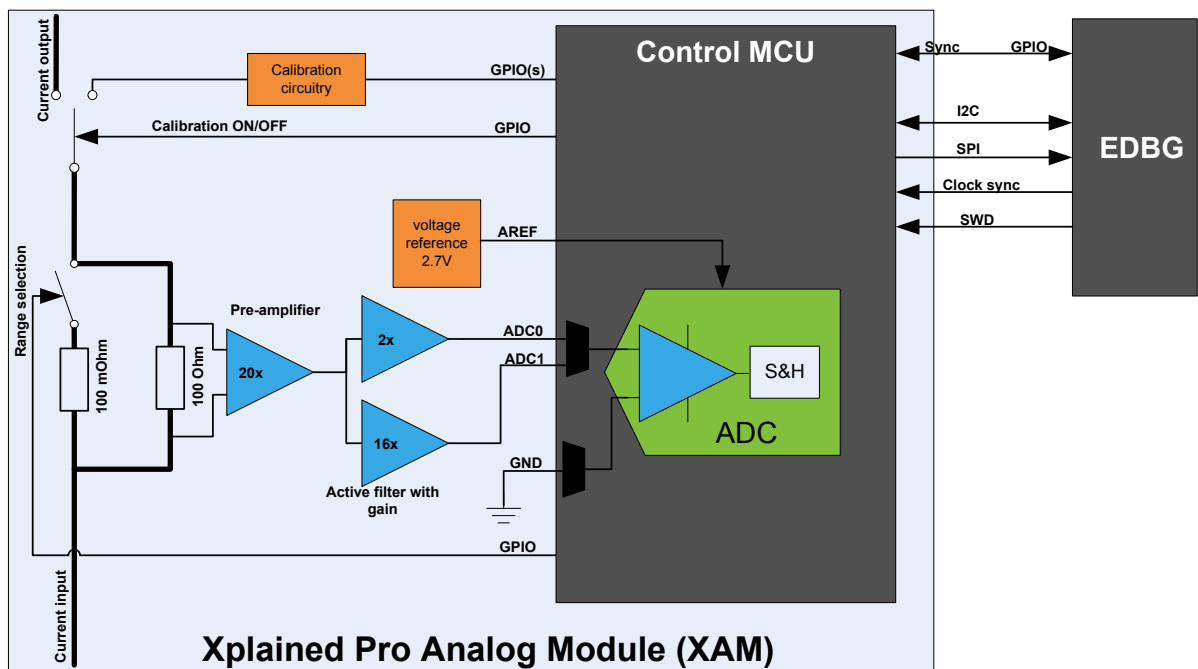 Current output
Calibration
circuitry
GPIO(s)
Control MCU
Sync
GPIO
Calibration ON/OFF
GPIO
I2C
SPI
EDBG
Clock sync
SWD
voltage
reference
2.7V
AREF
Range selection
Pre-amplifier
100 mOhm
100 Ohm
20x
2x
16x
ADC0
ADC1
S&H
ADC
GND
Active filter with
gain
GPIO
Current input
Xplained Pro Analog Module (XAM)